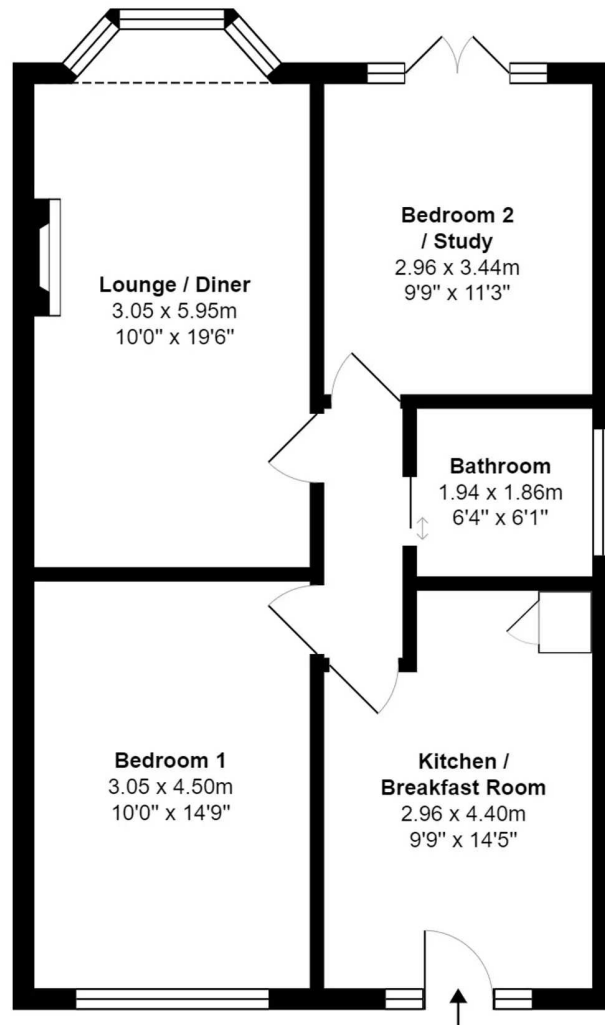 Bedroom 2
/ Study
2.96 x 3.44m
9'9" x 11'3"
Lounge / Diner
3.05 x 5.95m
10'0" x 19'6"
Bathroom
1.94 x 1.86m
6'4" x 6'1"
Bedroom 1
3.05 x 4.50m
10'0" x 14'9"
Kitchen /
Breakfast Room
2.96 x 4.40m
9'9" x 14'5"